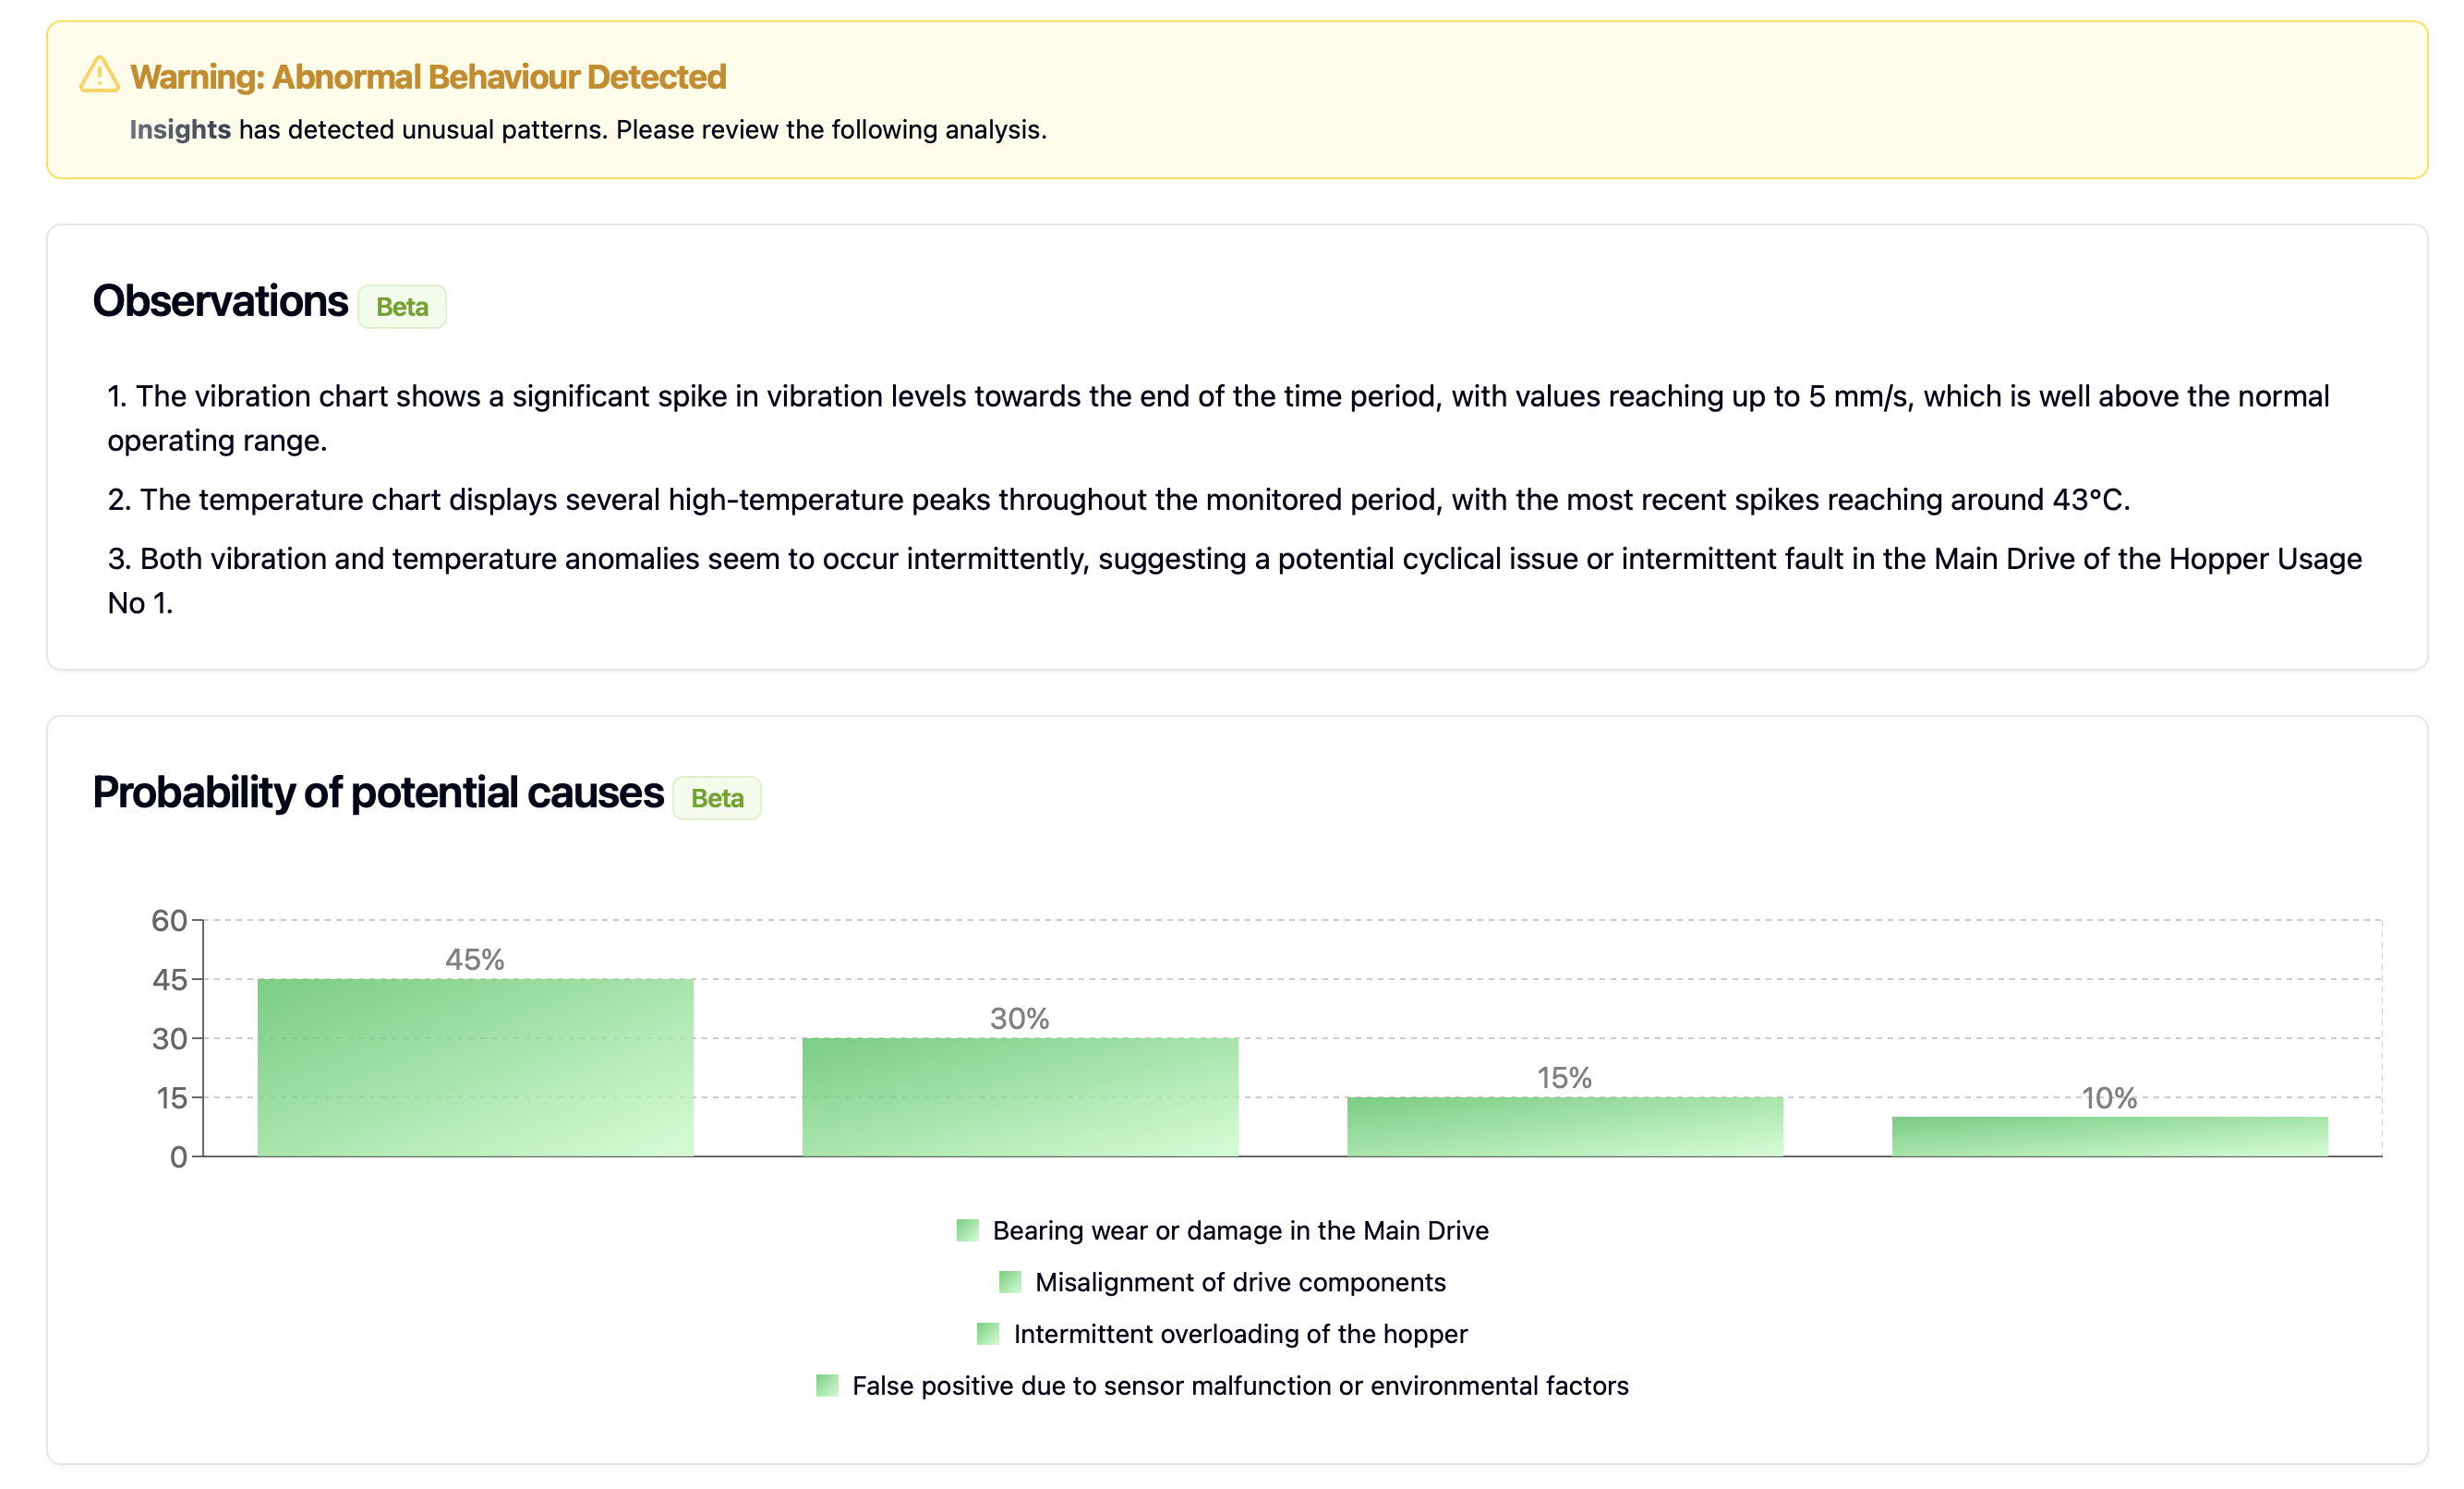 Warning: Abnormal Behaviour Detected
Insights has detected unusual patterns. Please review the following analysis.
Observations Beta
1. The vibration chart shows a significant spike in vibration levels towards the end of the time period, with values reaching up to 5 mm/s, which is well above the normal
operating range.
2. The temperature chart displays several high-temperature peaks throughout the monitored period, with the most recent spikes reaching around 43°C.
3. Both vibration and temperature anomalies seem to occur intermittently, suggesting a potential cyclical issue or intermittent fault in the Main Drive of the Hopper Usage
No 1.
Probability of potential causes Beta
60
45%
45
30%
30
15%
15
10%
0
Bearing wear or damage in the Main Drive
Misalignment of drive components
Intermittent overloading of the hopper
False positive due to sensor malfunction or environmental factors